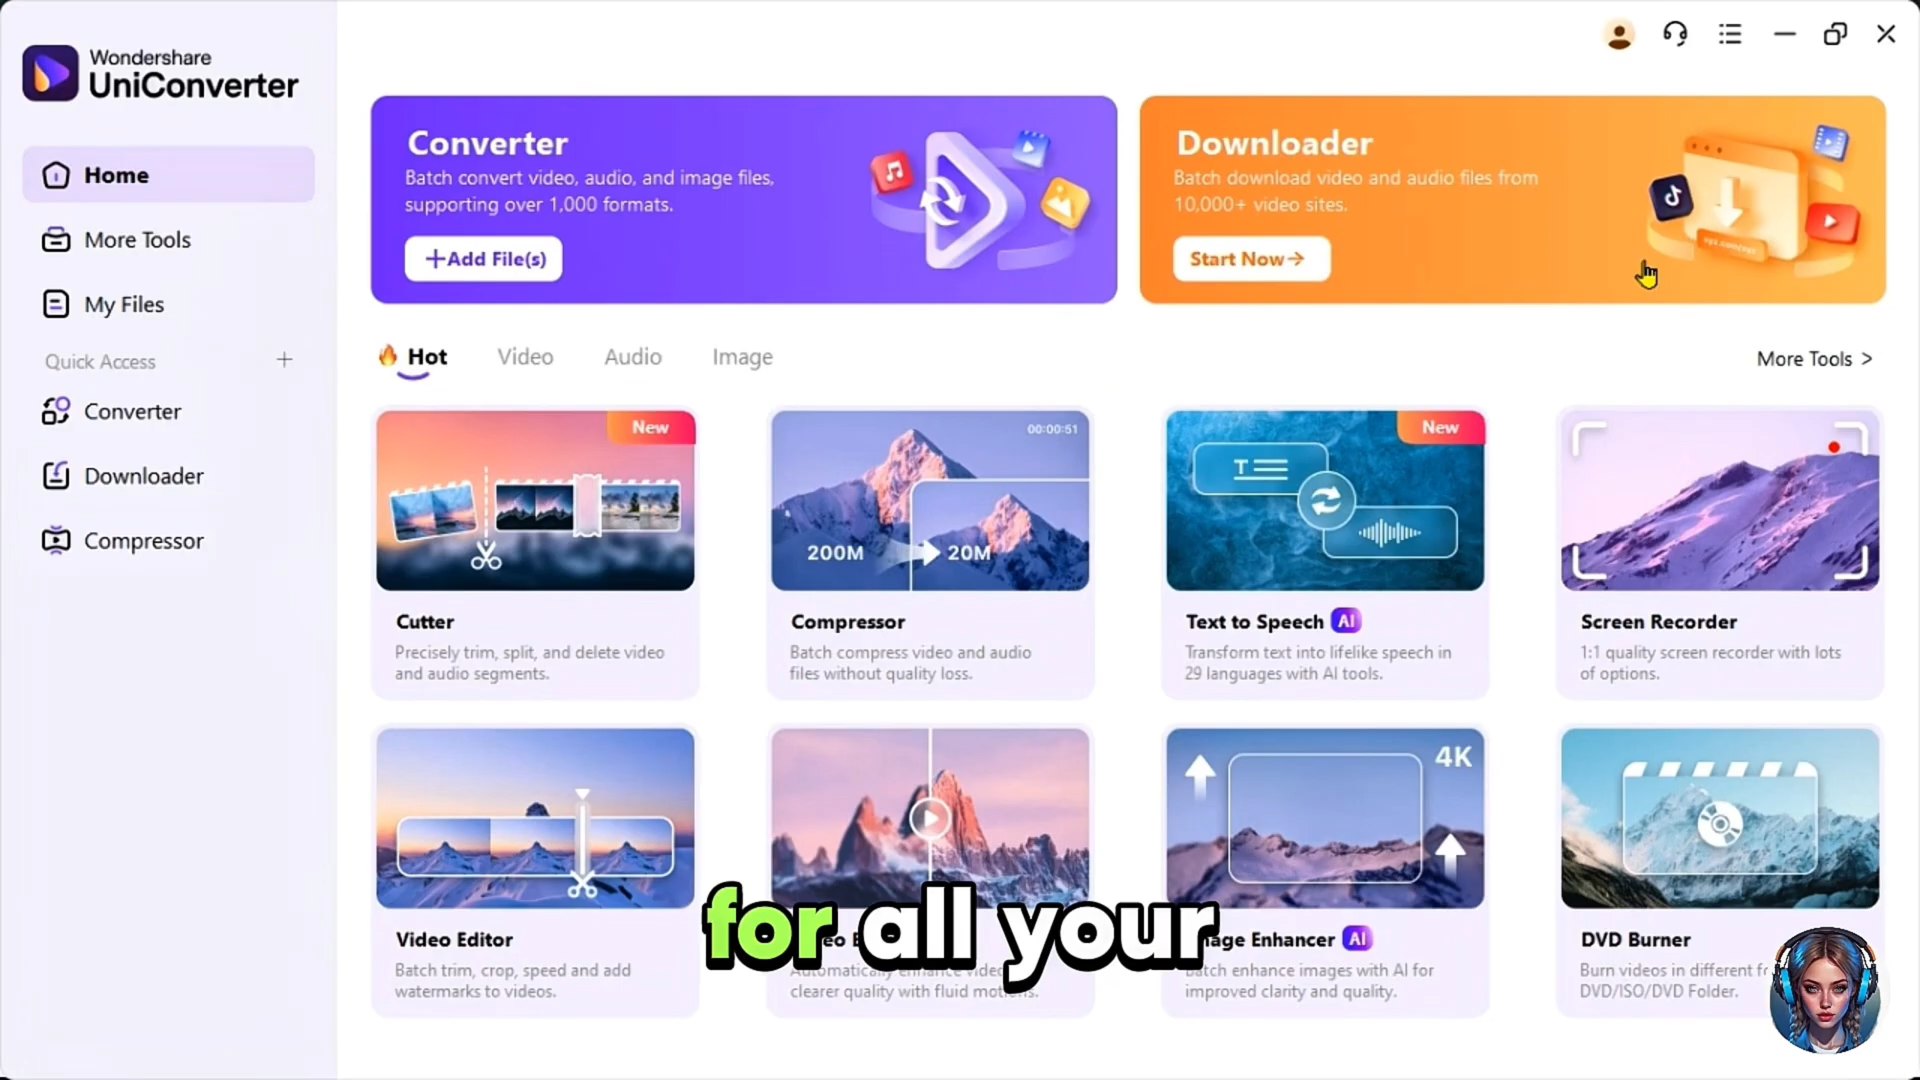 Wondershare
UniConverter
Home
More Tools
My Files
Quick Access
Converter
Downloader
Compressor
Converter
Batch convert video, audio, and image files,
supporting over 1,000 formats.
+Add File(s)
Downloader
Batch download video and audio files from
10,000+ video sites.
Start Now→
Hot
Video
Audio
Image
More Tools >
New
Cutter
Precisely trim, split, and delete video
and audio segments.
00:00:51
200M
20M
Compressor
Batch compress video and audio
files without quality loss.
New
T
Text to Speech AI
Transform text into lifelike speech in
29 languages with AI tools.
Screen Recorder
1:1 quality screen recorder with lots
of options.
Video Editor
Batch trim, crop, speed and add
watermarks to videos.
Automatically enhance
clearer quality with fluid
4K
Enhancer AI
Batch enhance images with AI for
improved clarity and quality.
DVD Burner
Burn videos in different
DVD/ISO/DVD Folder.
for all your